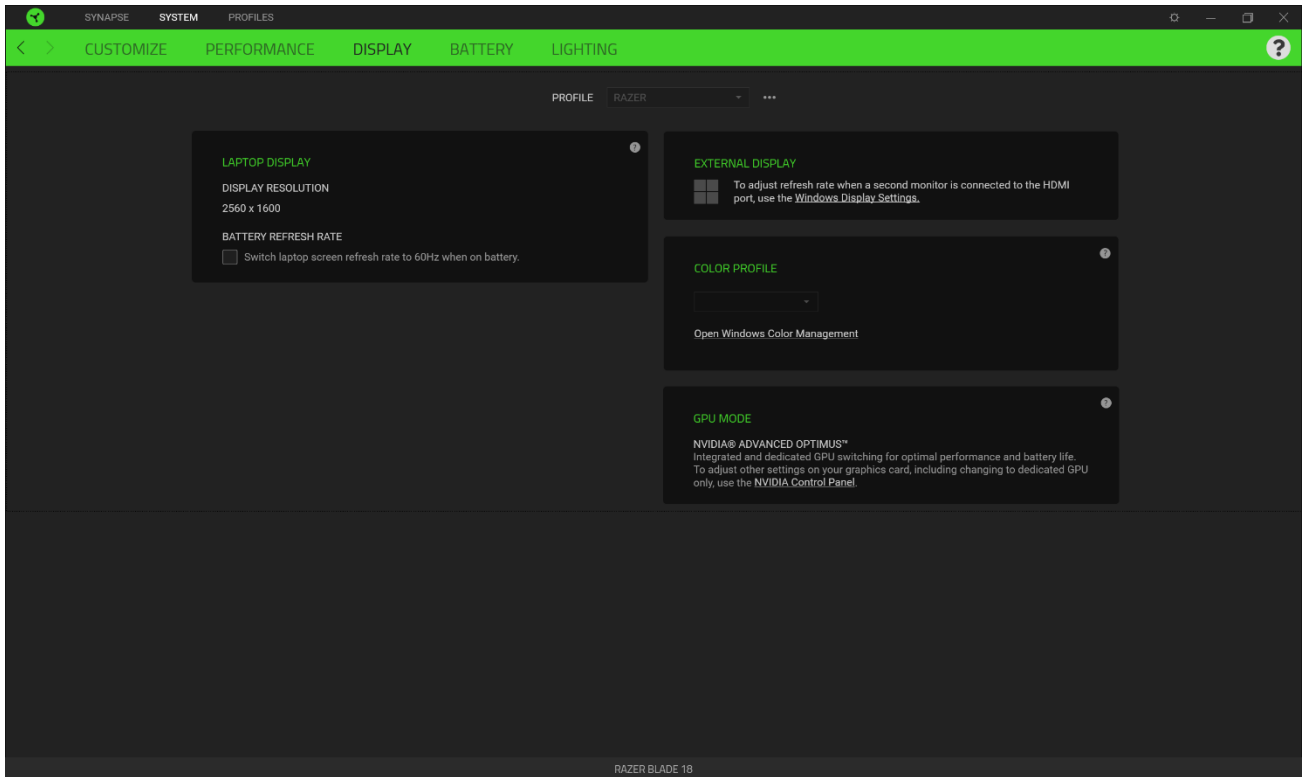 SYNAPSE SYSTEM PROFILES
CUSTOMIZE PERFORMANCE DISPLAY BATTERY LIGHTING ?
PROFILE RAZER
LAPTOP DISPLAY ?
DISPLAY RESOLUTION
2560 x 1600
BATTERY REFRESH RATE
Switch laptop screen refresh rate to 60Hz when on battery.
EXTERNAL DISPLAY
To adjust refresh rate when a second monitor is connected to the HDMI
port, use the Windows Display Settings.
COLOR PROFILE ?
Open Windows Color Management
GPU MODE ?
NVIDIA® ADVANCED OPTIMUS™
Integrated and dedicated GPU switching for optimal performance and battery life.
To adjust other settings on your graphics card, including changing to dedicated GPU
only, use the NVIDIA Control Panel.
RAZER BLADE 18